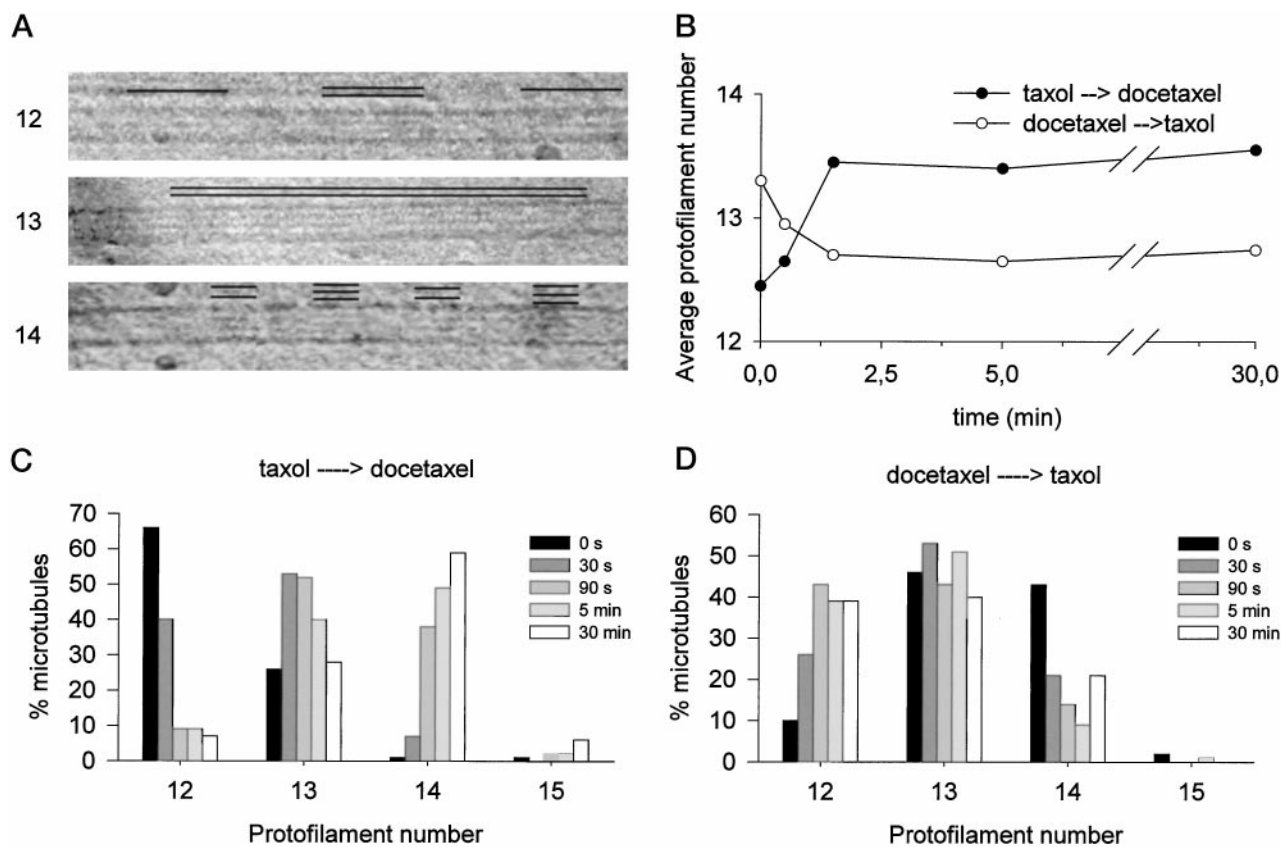 A
12
13
14
B
Average protofilament number
14
13
12
taxol --> docetaxel
docetaxel -->taxol
0,0
2,5
5,0
30,0
time (min)
C
taxol ----> docetaxel
% microtubules
70
60
50
40
30
20
10
0
0 s
30 s
90 s
5 min
30 min
12
13
14
15
Protofilament number
D
docetaxel ----> taxol
% microtubules
60
50
40
30
20
10
0
0 s
30 s
90 s
5 min
30 min
12
13
14
15
Protofilament number